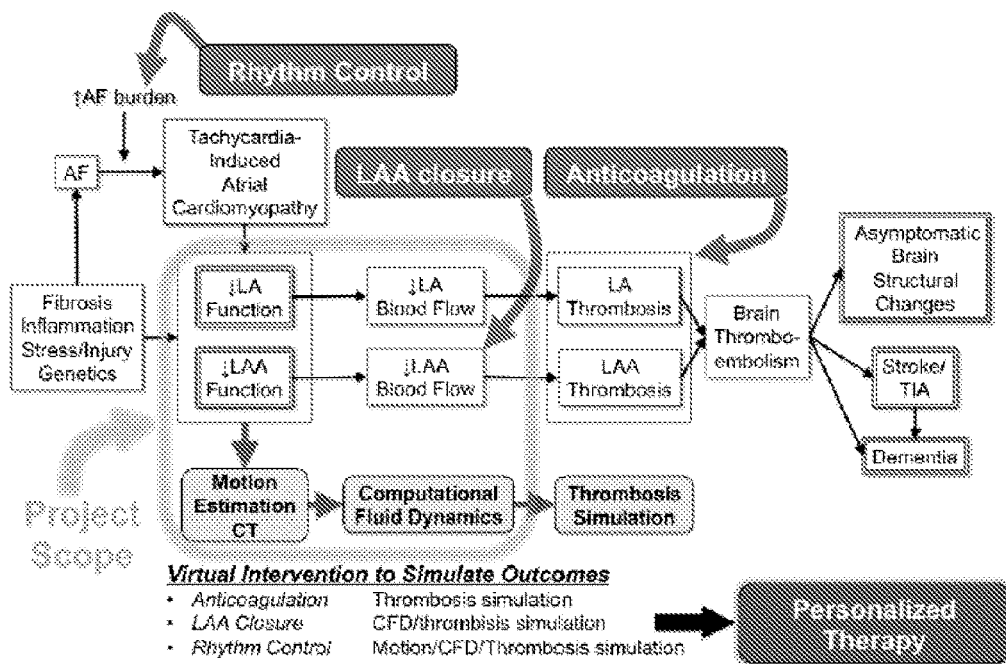 Rhythm Control
↑AF burden
AF
Tachycardia-
Induced
Atrial
Cardiomyopathy
LAA closure
Anticoagulation
Fibrosis
Inflammation
Stress/Injury
Genetics
↓LA
Function
↓LA
Blood Flow
LA
Thrombosis
↓LAA
Function
↓LAA
Blood Flow
LAA
Thrombosis
Brain
Thrombo-
embolism
Asymptomatic
Brain
Structural
Changes
Stroke/
TIA
Dementia
Project
Scope
Motion
Estimation
CT
Computational
Fluid Dynamics
Thrombosis
Simulation
Virtual Intervention to Simulate Outcomes
• Anticoagulation Thrombosis simulation
• LAA Closure CFD/thrombisis simulation
• Rhythm Control Motion/CFD/Thrombosis simulation
Personalized
Therapy